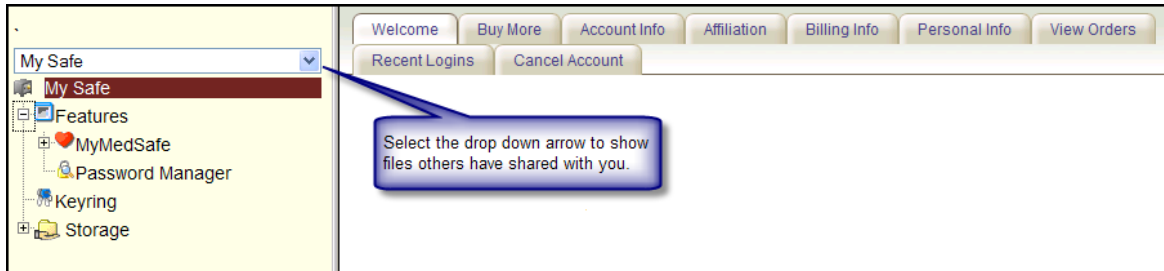 My Safe
My Safe
Features
MyMedSafe
Password Manager
Keyring
Storage
Welcome Buy More Account Info Affiliation Billing Info Personal Info View Orders
Recent Logins Cancel Account
Select the drop down arrow to show
files others have shared with you.